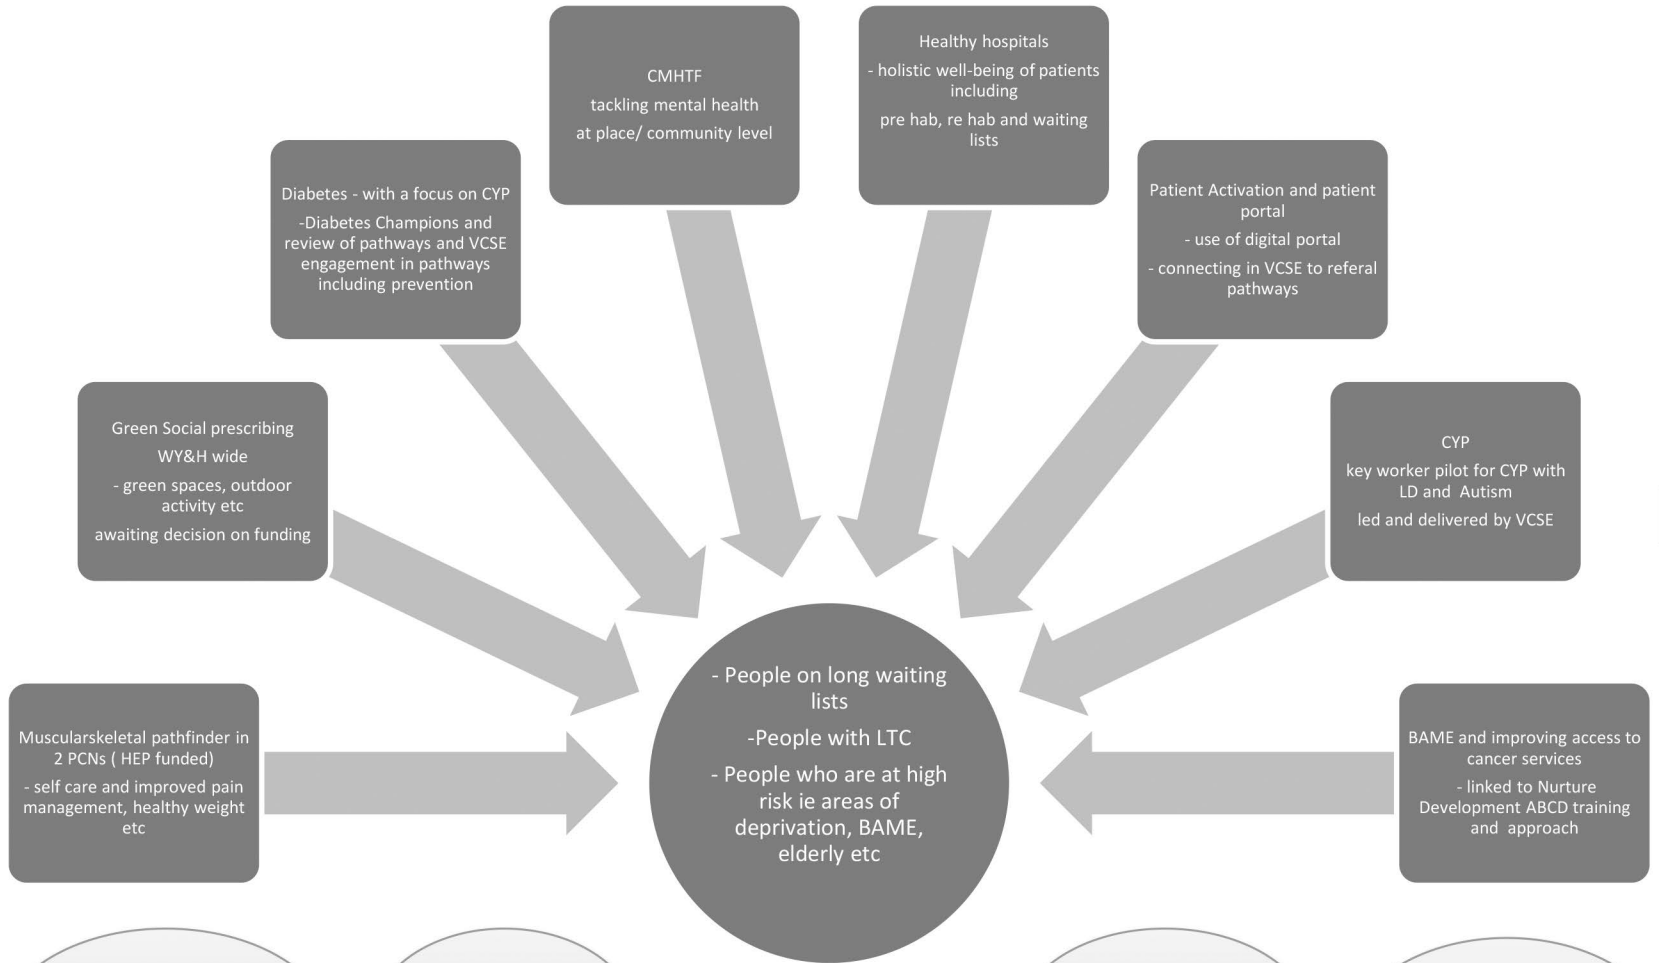 CMHTF
tackling mental health
at place/ community level
Healthy hospitals
- holistic well-being of patients
including
pre hab, re hab and waiting
lists
Diabetes - with a focus on CYP
-Diabetes Champions and
review of pathways and VCSE
engagement in pathways
including prevention
Patient Activation and patient
portal
- use of digital portal
- connecting in VCSE to referal
pathways
Green Social prescribing
WY&H wide
- green spaces, outdoor
activity etc
awaiting decision on funding
CYP
key worker pilot for CYP with
LD and Autism
led and delivered by VCSE
Muscularskeletal pathfinder in
2 PCNs ( HEP funded)
- self care and improved pain
management, healthy weight
etc
- People on long waiting
lists
-People with LTC
- People who are at high
risk ie areas of
deprivation, BAME,
elderly etc
BAME and improving access to
cancer services
- linked to Nurture
Development ABCD training
and approach